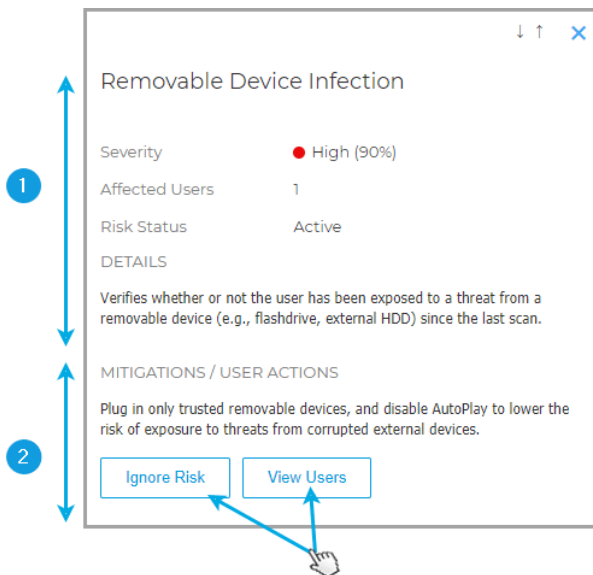 Removable Device Infection
Severity High (90%)
1
Affected Users 1
Risk Status Active
DETAILS
Verifies whether or not the user has been exposed to a threat from a
removable device (e.g., flashdrive, external HDD) since the last scan.
MITIGATIONS / USER ACTIONS
Plug in only trusted removable devices, and disable AutoPlay to lower the
risk of exposure to threats from corrupted external devices.
2
Ignore Risk View Users